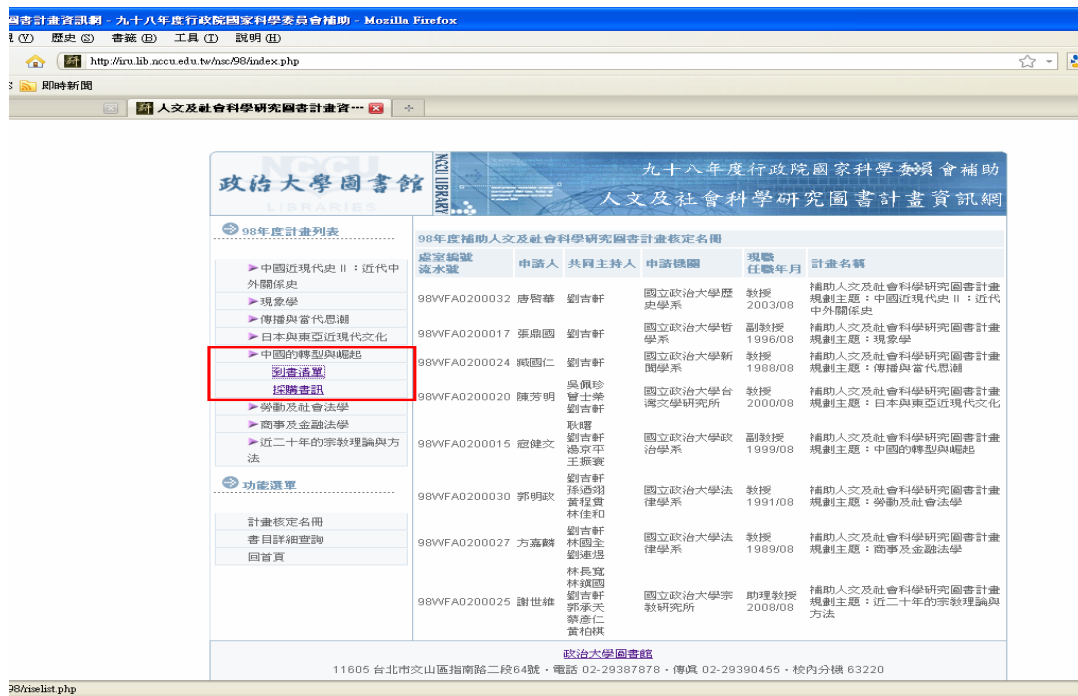 圖書計畫資訊網 - 九十八年度行政院國家科學委員會補助 - Mozilla Firefox
(V) 歷史(S) 書籤(B) 工具(T) 說明(H)
http://iru.lib.nccu.edu.tw/nsc/98/index.php
即時新聞
人文及社會科學研究圖書計畫資…
政治大學圖書館
LIBRARIES
NCCU LIBRARY
九十八年度行政院國家科學委員會補助
人文及社會科學研究圖書計畫資訊網
98年度計畫列表
中國近現代史 II：近代中
外關係史
現象學
傳播與當代思潮
日本與東亞近現代文化
中國的轉型與崛起
到書清單
採購書訊
勞動及社會法學
商事及金融法學
近二十年的宗教理論與方
法
功能選單
計畫核定名冊
書目詳細查詢
回首頁
98年度補助人文及社會科學研究圖書計畫核定名冊
處室編號
流水號 申請人 共同主持人 申請機關 現職
任職年月 計畫名稱
98WFA0200032 唐啓華 劉吉軒 國立政治大學歷
史學系 教授
2003/08 補助人文及社會科學研究圖書計畫
規劃主題：中國近現代史 II：近代
中外關係史
98WFA0200017 張鼎國 劉吉軒 國立政治大學哲
學系 副教授
1996/08 補助人文及社會科學研究圖書計畫
規劃主題：現象學
98WFA0200024 臧國仁 劉吉軒 國立政治大學新
聞學系 教授
1988/08 補助人文及社會科學研究圖書計畫
規劃主題：傳播與當代思潮
98WFA0200020 陳芳明 吳佩珍
曾士榮
劉吉軒 國立政治大學台
灣文學研究所 教授
2000/08 補助人文及社會科學研究圖書計畫
規劃主題：日本與東亞近現代文化
98WFA0200015 寇健文 耿曙
劉吉軒
湯京平
王振寰 國立政治大學政
治學系 副教授
1999/08 補助人文及社會科學研究圖書計畫
規劃主題：中國的轉型與崛起
98WFA0200030 郭明政 劉吉軒
孫迺翊
黃程貫
林佳和 國立政治大學法
律學系 教授
1991/08 補助人文及社會科學研究圖書計畫
規劃主題：勞動及社會法學
98WFA0200027 方嘉麟 劉吉軒
林國全
劉連煜 國立政治大學法
律學系 教授
1989/08 補助人文及社會科學研究圖書計畫
規劃主題：商事及金融法學
98WFA0200025 謝世維 林長寬
林鎮國
劉吉軒
郭承天
蔡彥仁
黃柏棋 國立政治大學宗
教研究所 助理教授
2008/08 補助人文及社會科學研究圖書計畫
規劃主題：近二十年的宗教理論與
方法
政治大學圖書館
11605 台北市文山區指南路二段64號・電話 02-29387878・傳真 02-29390455・校內分機 63220
98/riselist.php